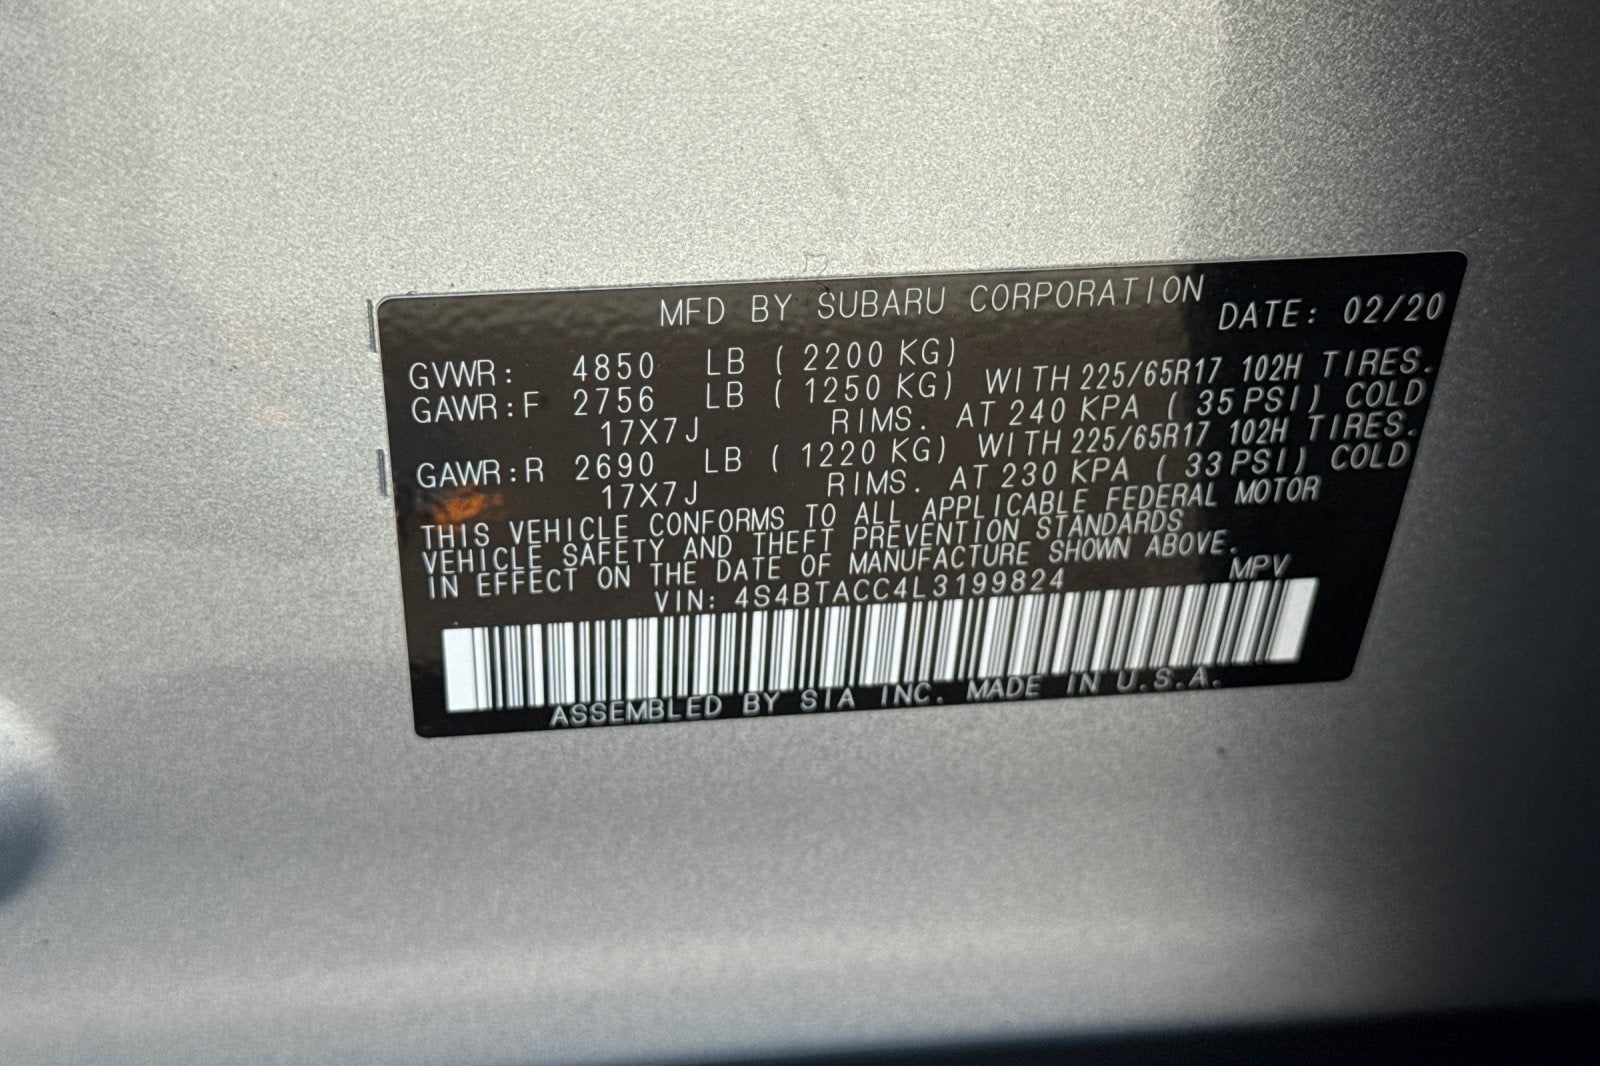 MFD BY SUBARU CORPORATION DATE: 02/20
GVWR: 4850 LB ( 2200 KG)
GAWR:F 2756 LB ( 1250 KG) WITH 225/65R17 102H TIRES.
17X7J RIMS. AT 240 KPA ( 35 PSI) COLD
GAWR:R 2690 LB ( 1220 KG) WITH 225/65R17 102H TIRES.
17X7J RIMS. AT 230 KPA ( 33 PSI) COLD
THIS VEHICLE CONFORMS TO ALL APPLICABLE FEDERAL MOTOR
VEHICLE SAFETY AND THEFT PREVENTION STANDARDS
IN EFFECT ON THE DATE OF MANUFACTURE SHOWN ABOVE.
VIN: 4S4BTACC4L3199824 MPV
ASSEMBLED BY SIA INC. MADE IN U.S.A.